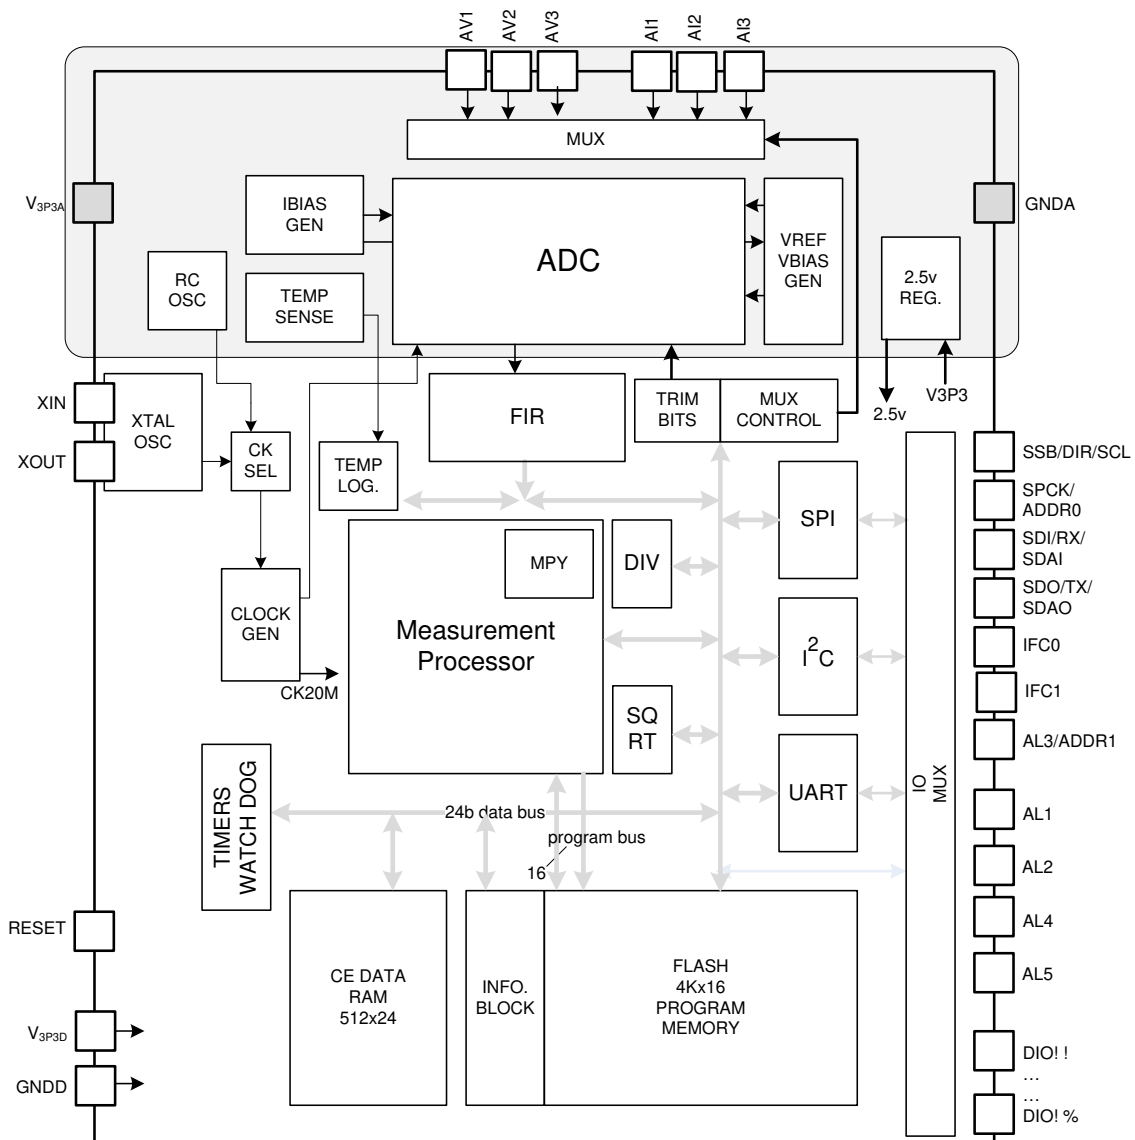 AV1
AV2
AV3
AI1
AI2
AI3
MUX
V3P3A
GNDA
IBIAS
GEN
ADC
VREF
VBIAS
GEN
RC
OSC
TEMP
SENSE
2.5v
REG.
XIN
XOUT
XTAL
OSC
CK
SEL
TEMP
LOG.
FIR
TRIM
BITS
MUX
CONTROL
2.5v
V3P3
SSB/DIR/SCL
SPCK/
ADDR0
SDI/RX/
SDAI
SDO/TX/
SDAO
IFC0
IFC1
AL3/ADDR1
AL1
AL2
AL4
AL5
DIO! !
...
...
DIO! %
SPI
I2C
UART
IO
MUX
MPY
DIV
Measurement
Processor
SQ
RT
CLOCK
GEN
CK20M
TIMERS
WATCH DOG
24b data bus
program bus
16
RESET
V3P3D
GNDD
CE DATA
RAM
512x24
INFO.
BLOCK
FLASH
4Kx16
PROGRAM
MEMORY